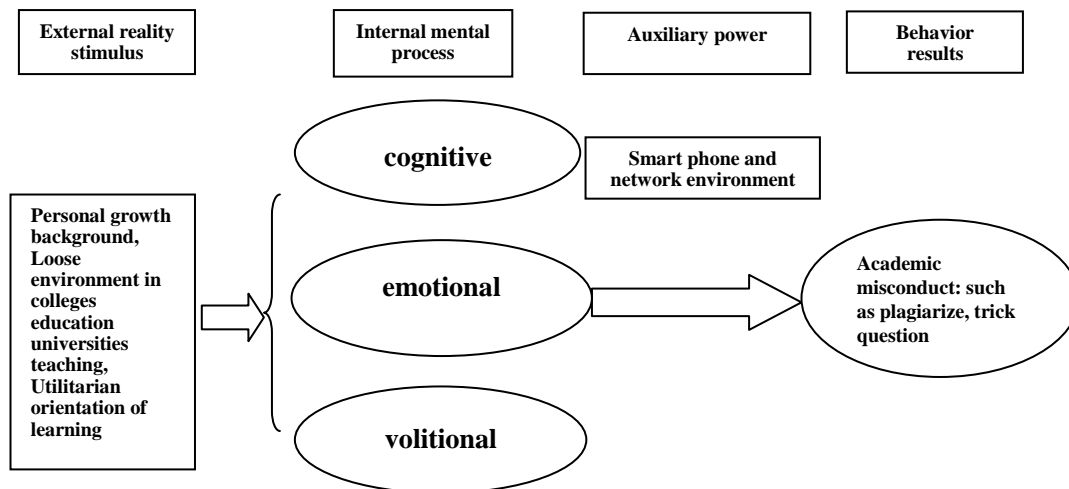 External reality
stimulus
Internal mental
process
Auxiliary power
Behavior
results
cognitive
Smart phone and
network environment
Personal growth
background,
Loose
environment in
colleges
education
universities
teaching,
Utilitarian
orientation of
learning
emotional
Academic
misconduct: such
as plagiarize, trick
question
volitional